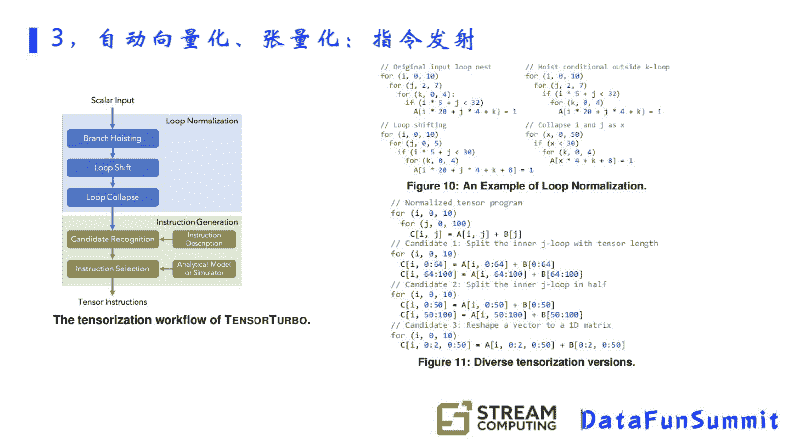 3，自动向量化、张量化：指令发射
Scalar Input
Loop Normalization
Branch Hoisting
Loop Shift
Loop Collapse
Instruction Generation
Candidate Recognition
Instruction Description
Instruction Selection
Analytical Model or Simulator
Tensor Instructions
The tensorization workflow of TENSORTURBO.
// Original input loop nest
for (i, 0, 10)
for (j, 2, 7)
for (k, 0, 4):
if (i * 5 + j < 32)
A[i * 20 + j * 4 + k] = 1
// Hoist conditional outside k-loop
for (i, 0, 10)
for (j, 2, 7)
if (i * 5 + j < 32)
for (k, 0, 4)
A[i * 20 + j * 4 + k] = 1
// Loop shifting
for (i, 0, 10)
for (j, 0, 5)
if (i * 5 + j < 30)
for (k, 0, 4)
A[i * 20 + j * 4 + k + 8] = 1
// Collapse i and j as x
for (x, 0, 50)
if (x < 30)
for (k, 0, 4)
A[x * 4 + k + 8] = 1
Figure 10: An Example of Loop Normalization.
// Normalized tensor program
for (i, 0, 10)
for (j, 0, 100)
C[i, j] = A[i, j] + B[j]
// Candidate 1: Split the inner j-loop with tensor length
for (i, 0, 10)
C[i, 0:64] = A[i, 0:64] + B[0:64]
C[i, 64:100] = A[i, 64:100] + B[64:100]
// Candidate 2: Split the inner j-loop in half
for (i, 0, 10)
C[i, 0:50] = A[i, 0:50] + B[0:50]
C[i, 50:100] = A[i, 50:100] + B[50:100]
// Candidate 3: Reshape a vector to a 1D matrix
for (i, 0, 10)
C[i, 0:2, 0:50] = A[i, 0:2, 0:50] + B[0:2, 0:50]
Figure 11: Diverse tensorization versions.
STREAM
COMPUTING
DataFunSummit